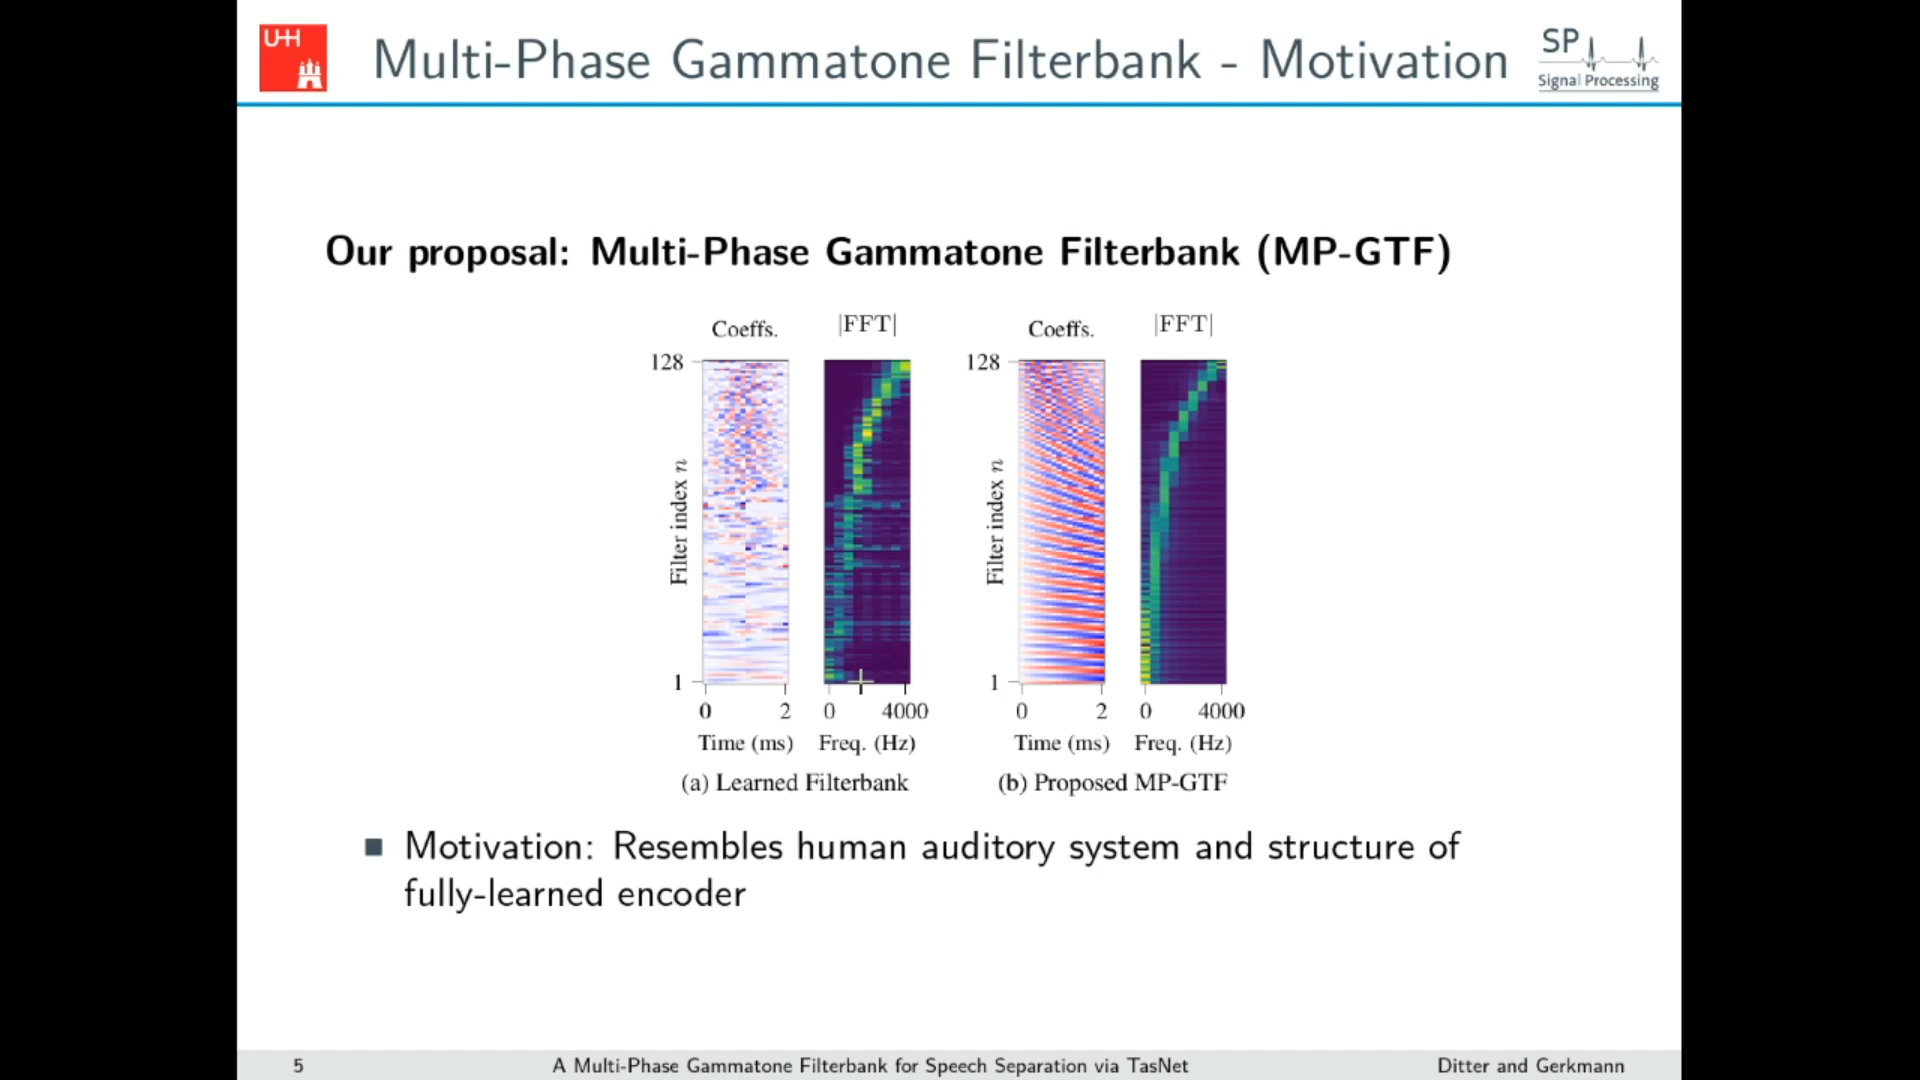 UHH
Multi-Phase Gammatone Filterbank - Motivation
SP
Signal Processing
Our proposal: Multi-Phase Gammatone Filterbank (MP-GTF)
Coeffs.
|FFT|
128
Filter index n
1
0
2
0
4000
Time (ms)
Freq. (Hz)
(a) Learned Filterbank
Coeffs.
|FFT|
128
Filter index n
1
0
2
0
4000
Time (ms)
Freq. (Hz)
(b) Proposed MP-GTF
Motivation: Resembles human auditory system and structure of
fully-learned encoder
5
A Multi-Phase Gammatone Filterbank for Speech Separation via TasNet
Ditter and Gerkmann